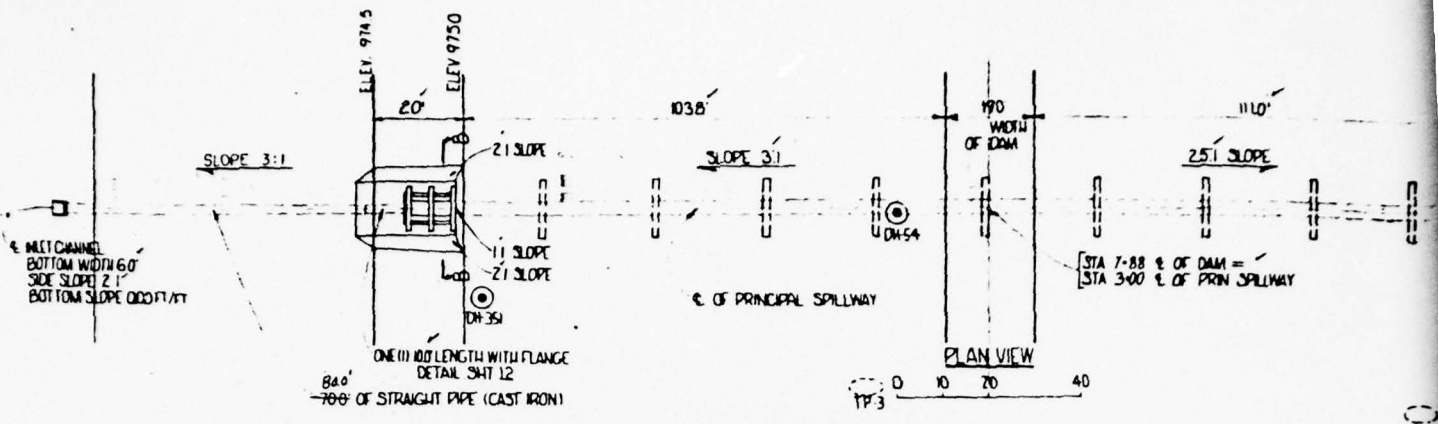 ELEV. 974.5
ELEV 975.0
20'
103.8'
19.0
WIDTH
OF DAM
111.0'
SLOPE 3:1
2:1 SLOPE
SLOPE 3:1
2.5:1 SLOPE
℄ INLET CHANNEL
BOTTOM WIDTH 6.0'
SIDE SLOPE 2:1
BOTTOM SLOPE 0.00 FT/FT
1:1 SLOPE
2:1 SLOPE
DH-54
DH 351
℄ OF PRINCIPAL SPILLWAY
STA 7+88 ℄ OF DAM =
STA 3+00 ℄ OF PRIN SPILLWAY
ONE (1) 10.0' LENGTH WITH FLANGE
DETAIL SHT 12
84.0'
70.0' OF STRAIGHT PIPE (CAST IRON)
PLAN VIEW
TP-3
0 10 20 40